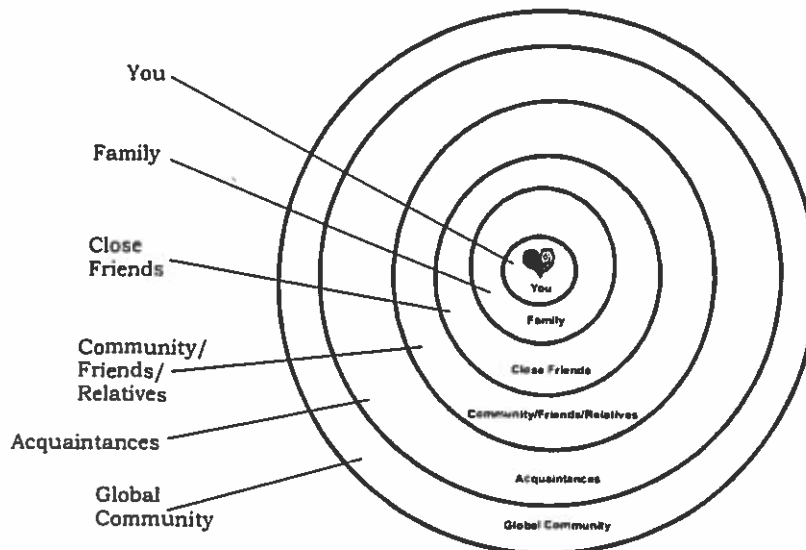 You
Family
Close
Friends
Community/
Friends/
Relatives
Acquaintances
Global
Community
You
Family
Close Friends
Community/Friends/Relatives
Acquaintances
Global Community